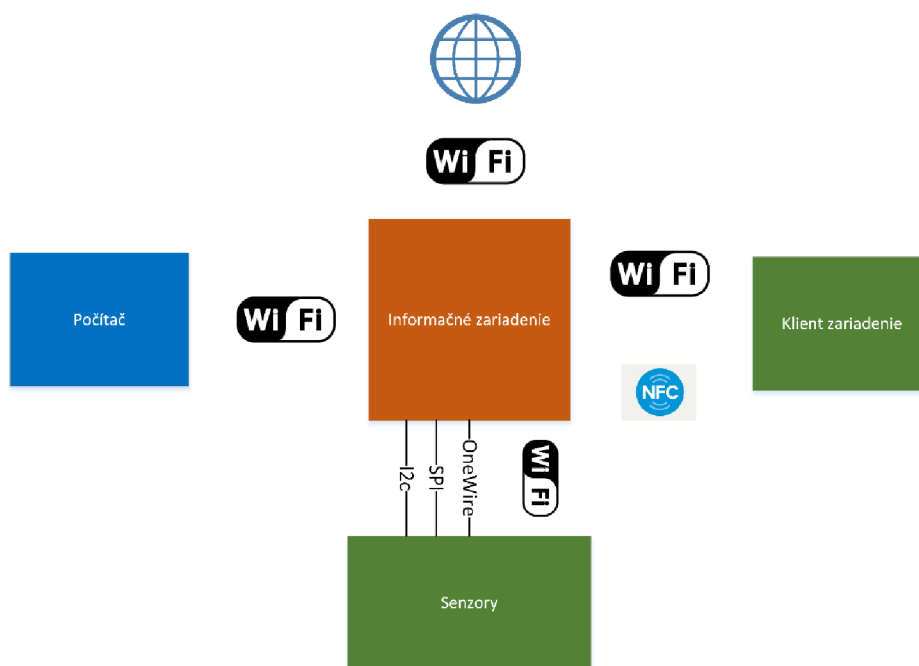 Wi Fi
Počítač
Wi Fi
Informačné zariadenie
Wi Fi
Klient zariadenie
NFC
I2c
SPI
OneWire
Wi Fi
Senzory